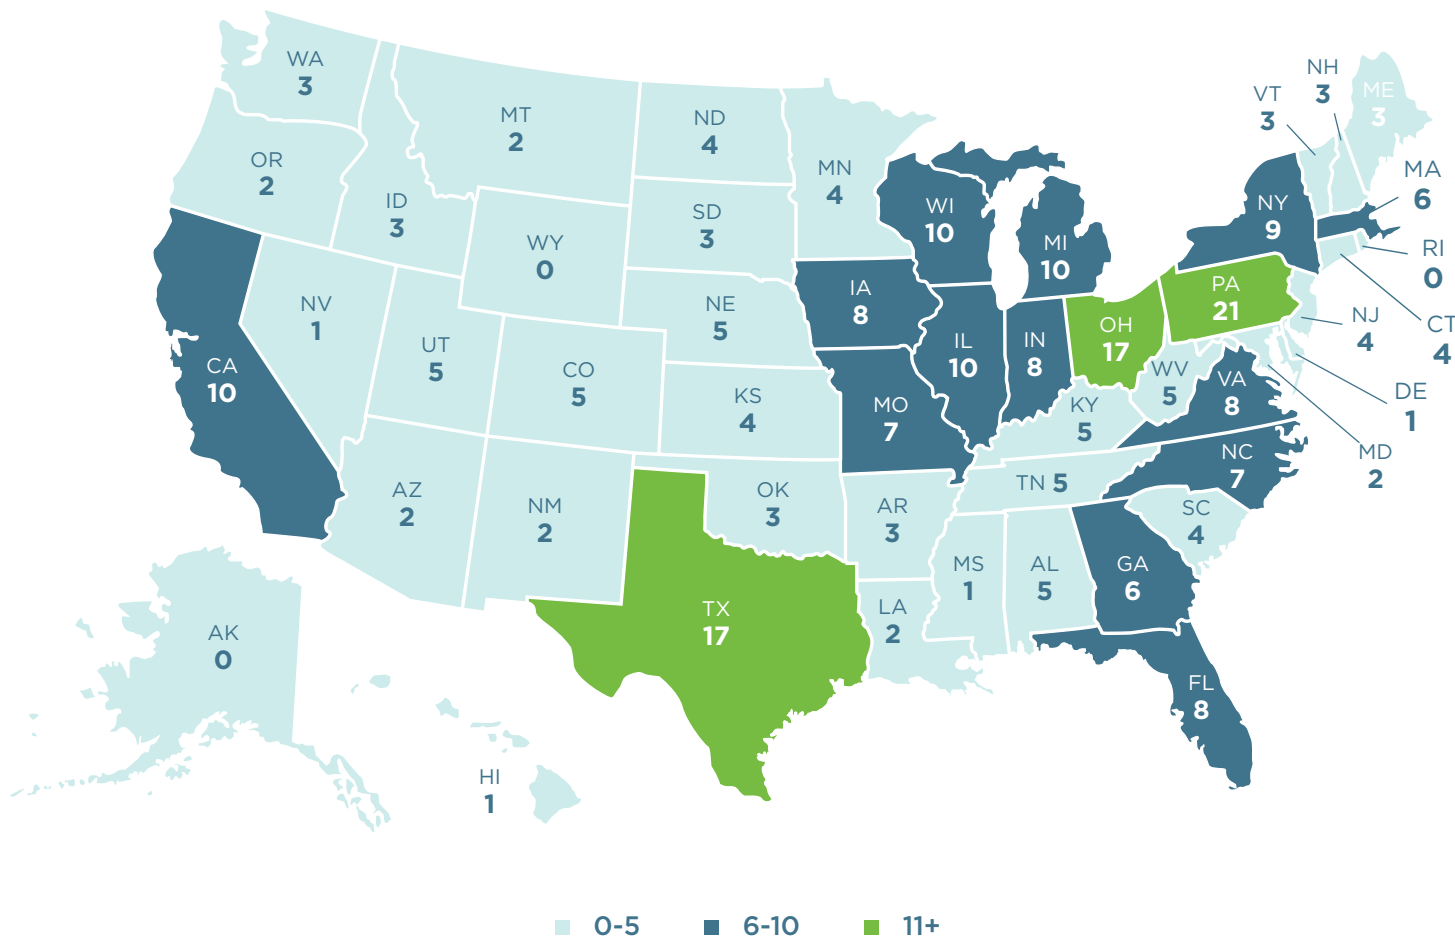 WA
3
OR
2
CA
10
NV
1
ID
3
MT
2
WY
0
UT
5
AZ
2
CO
5
NM
2
ND
4
SD
3
NE
5
KS
4
OK
3
TX
17
MN
4
IA
8
MO
7
AR
3
LA
2
WI
10
IL
10
MI
10
IN
8
OH
17
KY
5
TN 5
MS
1
AL
5
GA
6
FL
8
SC
4
NC
7
VA
8
WV
5
PA
21
NY
9
VT
3
NH
3
ME
3
MA
6
RI
0
CT
4
NJ
4
DE
1
MD
2
AK
0
HI
1
0-5
6-10
11+